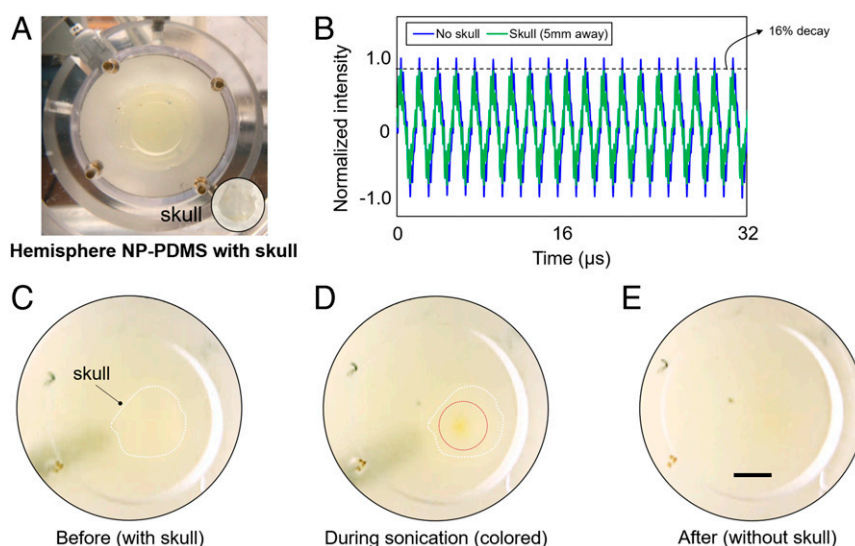 A
skull
Hemisphere NP-PDMS with skull
B
No skull
Skull (5mm away)
16% decay
Normalized intensity
1.0
0
-1.0
0
16
32
Time (µs)
C
skull
Before (with skull)
D
During sonication (colored)
E
After (without skull)